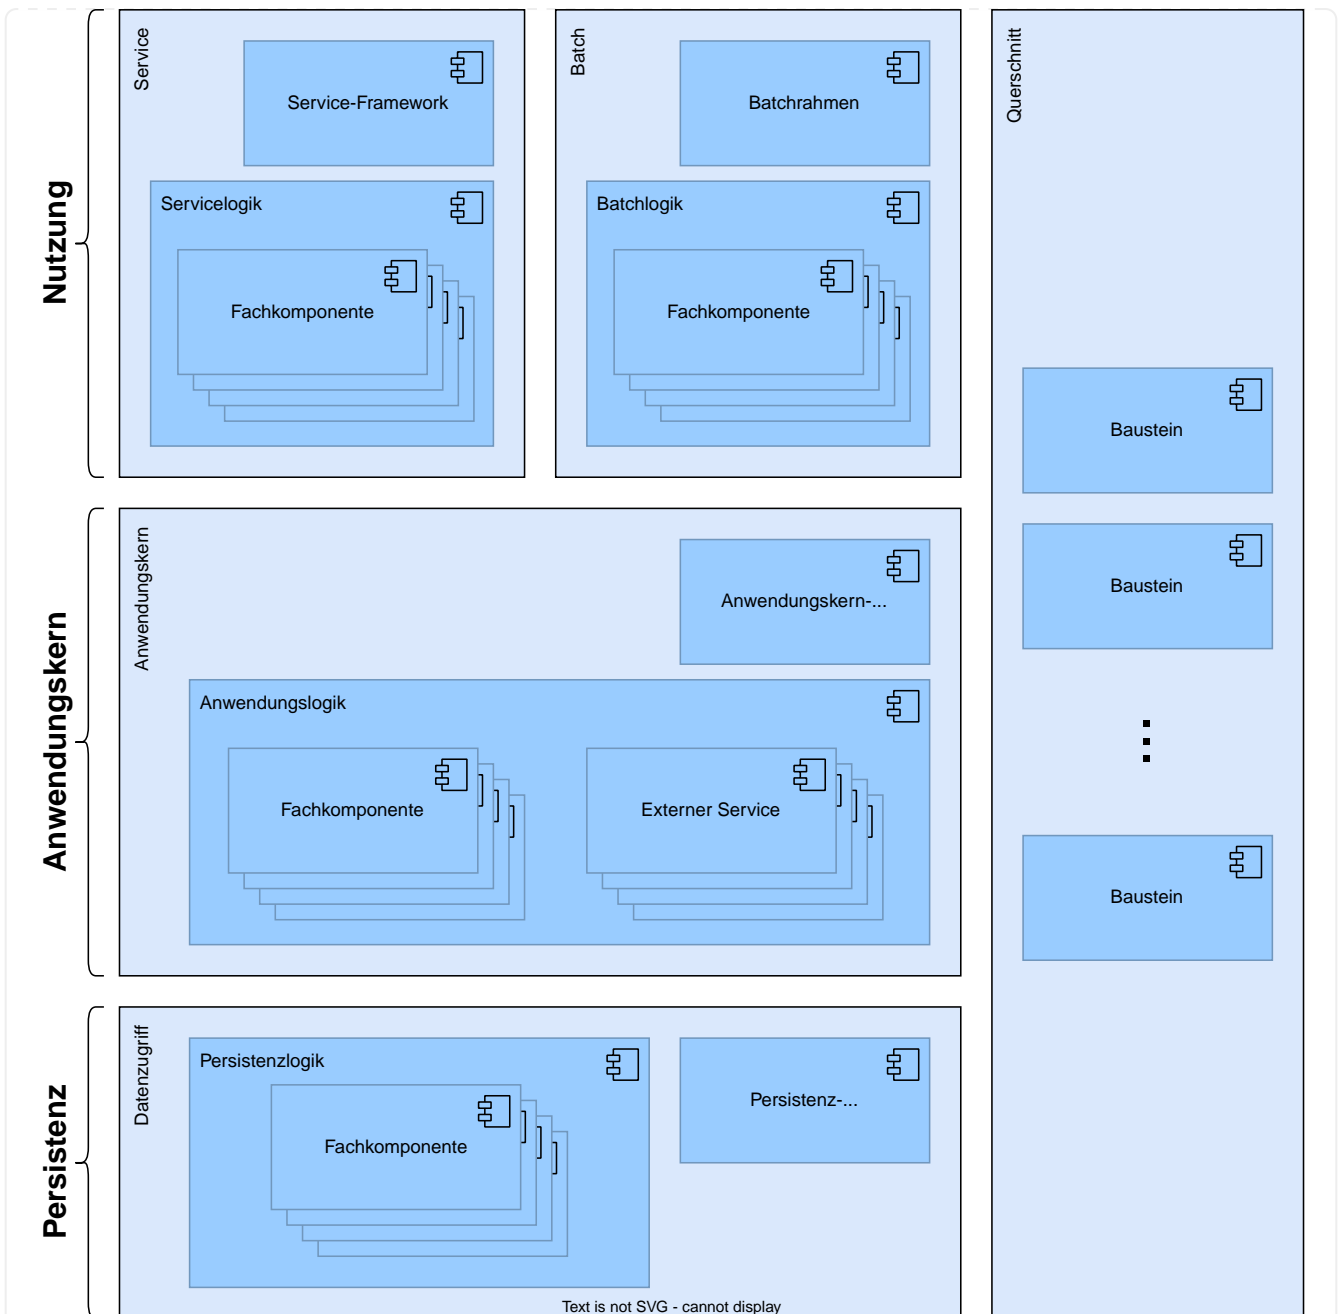 Nutzung
Service
Service-Framework
Servicelogik
Fachkomponente
Batch
Batchrahmen
Batchlogik
Fachkomponente
Querschnitt
Baustein
Baustein
Baustein
Anwendungskern
Anwendungskern
Anwendungskern-...
Anwendungslogik
Fachkomponente
Externer Service
Persistenz
Datenzugriff
Persistenzlogik
Fachkomponente
Persistenz-...
Text is not SVG - cannot display